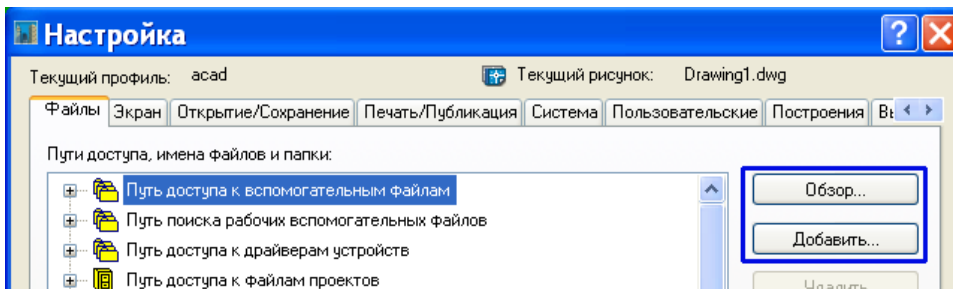 Настройка
Текущий профиль: acad Текущий рисунок: Drawing1.dwg
Файлы Экран Открытие/Сохранение Печать/Публикация Система Пользовательские Построения
Пути доступа, имена файлов и папки:
Путь доступа к вспомогательным файлам Обзор...
Путь поиска рабочих вспомогательных файлов
Путь доступа к драйверам устройств Добавить...
Путь доступа к файлам проектов